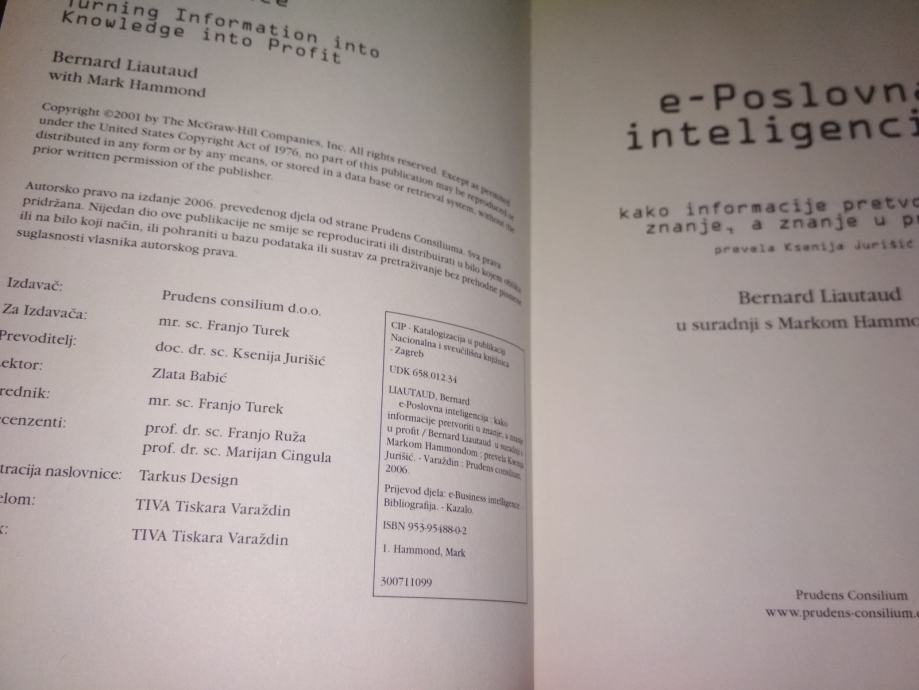 Turning Information into
Knowledge into Profit
Bernard Liautaud
with Mark Hammond
Copyright ©2001 by The McGraw-Hill Companies, Inc. All rights reserved. Except as permitted
under the United States Copyright Act of 1976, no part of this publication may be reproduced or
distributed in any form or by any means, or stored in a data base or retrieval system, without the
prior written permission of the publisher.
Autorsko pravo na izdanje 2006. prevedenog djela od strane Prudens Consiliuma. Sva prava
pridržana. Nijedan dio ove publikacije ne smije se reproducirati ili distribuirati u bilo kojem obliku
ili na bilo koji način, ili pohraniti u bazu podataka ili sustav za pretraživanje bez prethodne pismene
suglasnosti vlasnika autorskog prava.
Izdavač: Prudens consilium d.o.o.
Za Izdavača: mr. sc. Franjo Turek
Prevoditelj: doc. dr. sc. Ksenija Jurišić
ektor: Zlata Babić
rednik: mr. sc. Franjo Turek
cenzenti: prof. dr. sc. Franjo Ruža
prof. dr. sc. Marijan Cingula
tracija naslovnice: Tarkus Design
elom: TIVA Tiskara Varaždin
k: TIVA Tiskara Varaždin
CIP - Katalogizacija u publikaciji
Nacionalna i sveučilišna knjižnica
- Zagreb
UDK 658.012.34
LIAUTAUD, Bernard
e-Poslovna inteligencija : kako
informacije pretvoriti u znanje, a znanje
u profit / Bernard Liautaud u suradnji s
Markom Hammondom ; prevela Ksenija
Jurišić. - Varaždin : Prudens consilium,
2006.
Prijevod djela: e-Business intelligence.
Bibliografija. - Kazalo.
ISBN 953-95488-0-2
1. Hammond, Mark
300711099
e-Poslovna
inteligenci
kako informacije pretvo
znanje, a znanje u p
prevela Ksenija Jurišić
Bernard Liautaud
u suradnji s Markom Hammo
Prudens Consilium
www.prudens-consilium.